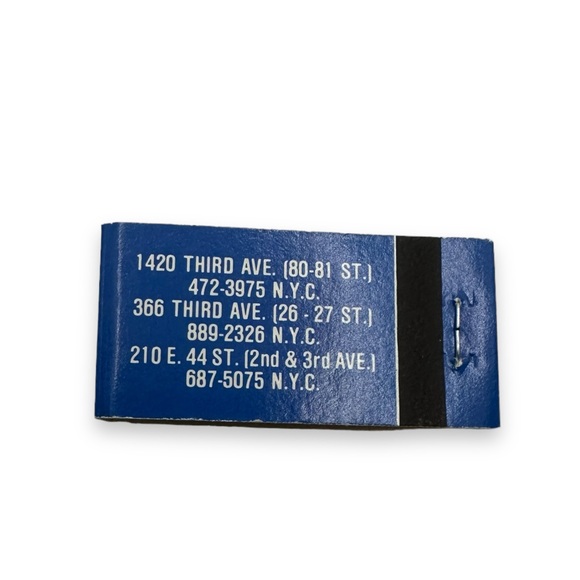 1420 THIRD AVE. (80-81 ST.)
472-3975 N.Y.C.
366 THIRD AVE. (26 - 27 ST.)
889-2326 N.Y.C.
210 E. 44 ST. (2nd & 3rd AVE.)
687-5075 N.Y.C.